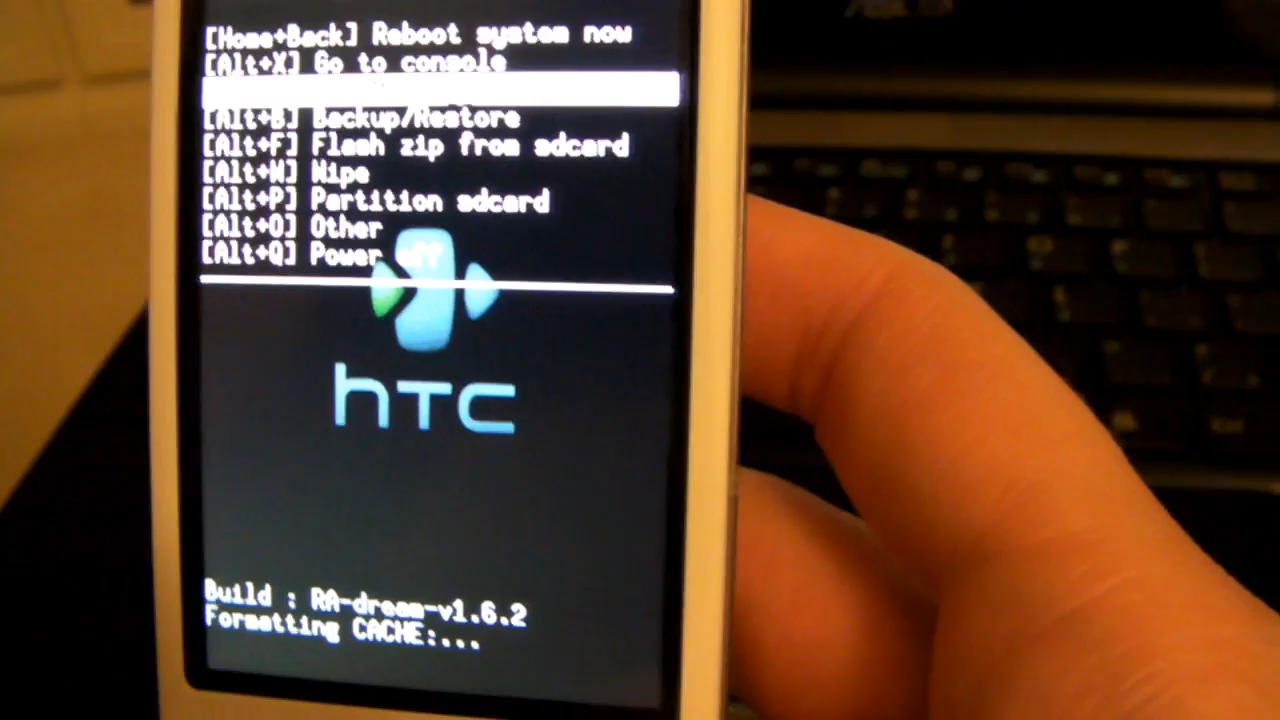 [Home+Back] Reboot system now
[Alt+X] Go to console
[Alt+B] Backup/Restore
[Alt+F] Flash zip from sdcard
[Alt+W] Wipe
[Alt+P] Partition sdcard
[Alt+O] Other
[Alt+Q] Power off
hTC
Build : RA-dream-v1.6.2
Formatting CACHE:...